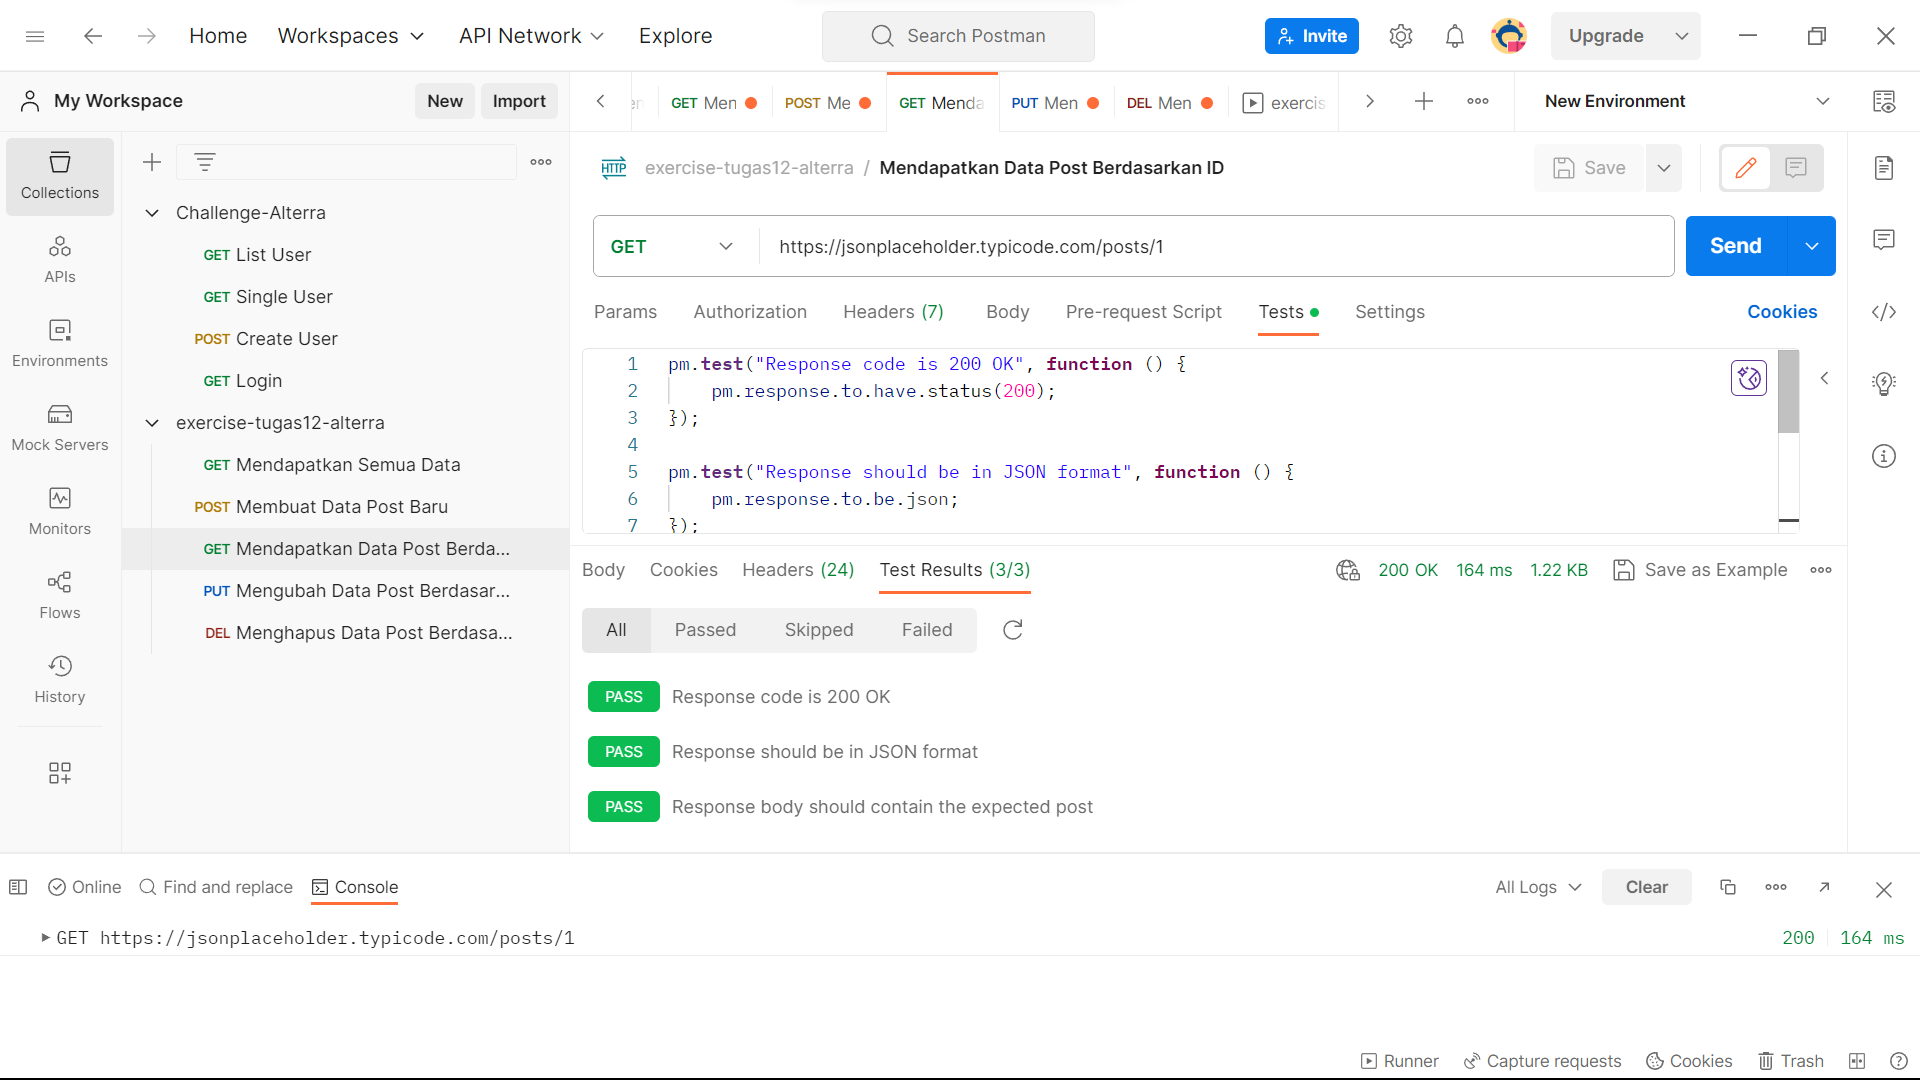 Home Workspaces API Network Explore Search Postman Invite Upgrade
My Workspace New Import
GET Men POST Me GET Menda PUT Men DEL Men exercis New Environment
Collections
APIs
Environments
Mock Servers
Monitors
Flows
History
Challenge-Alterra
GET List User
GET Single User
POST Create User
GET Login
exercise-tugas12-alterra
GET Mendapatkan Semua Data
POST Membuat Data Post Baru
GET Mendapatkan Data Post Berda...
PUT Mengubah Data Post Berdasar...
DEL Menghapus Data Post Berdasa...
HTTP exercise-tugas12-alterra / Mendapatkan Data Post Berdasarkan ID Save
GET https://jsonplaceholder.typicode.com/posts/1 Send
Params Authorization Headers (7) Body Pre-request Script Tests Settings Cookies
1 pm.test("Response code is 200 OK", function () {
2 pm.response.to.have.status(200);
3 });
4
5 pm.test("Response should be in JSON format", function () {
6 pm.response.to.be.json;
7 });
Body Cookies Headers (24) Test Results (3/3) 200 OK 164 ms 1.22 KB Save as Example
All Passed Skipped Failed
PASS Response code is 200 OK
PASS Response should be in JSON format
PASS Response body should contain the expected post
Online Find and replace Console All Logs Clear
GET https://jsonplaceholder.typicode.com/posts/1 200 164 ms
Runner Capture requests Cookies Trash